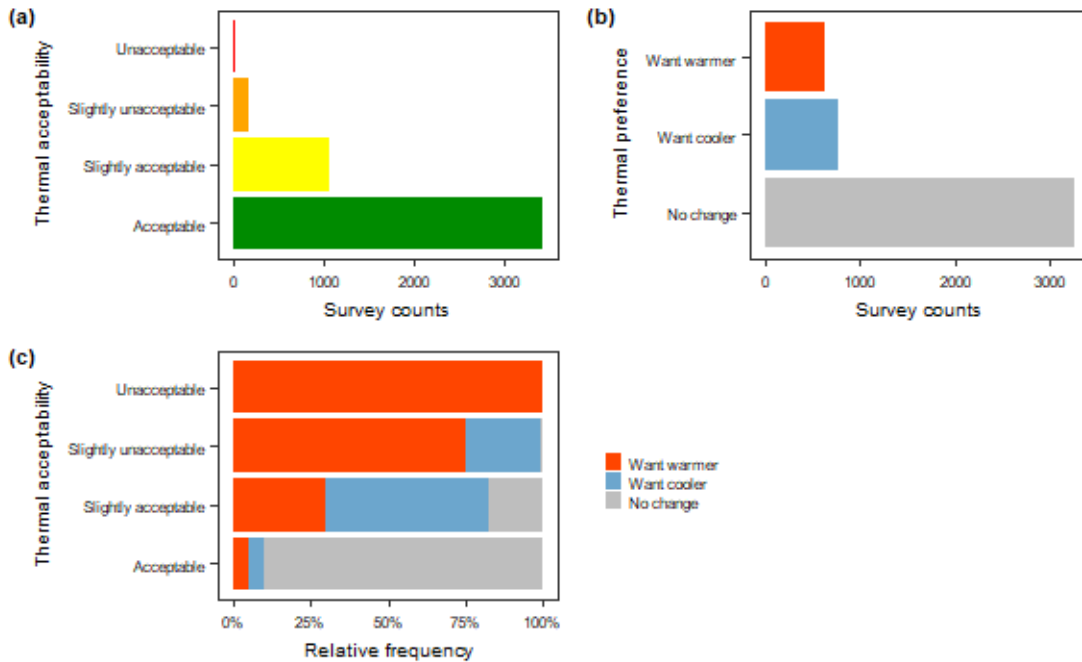 (a)
Thermal acceptability
Unacceptable
Slightly unacceptable
Slightly acceptable
Acceptable
0 1000 2000 3000
Survey counts
(b)
Thermal preference
Want warmer
Want cooler
No change
0 1000 2000 3000
Survey counts
(c)
Thermal acceptability
Unacceptable
Slightly unacceptable
Slightly acceptable
Acceptable
0% 25% 50% 75% 100%
Relative frequency
Want warmer
Want cooler
No change